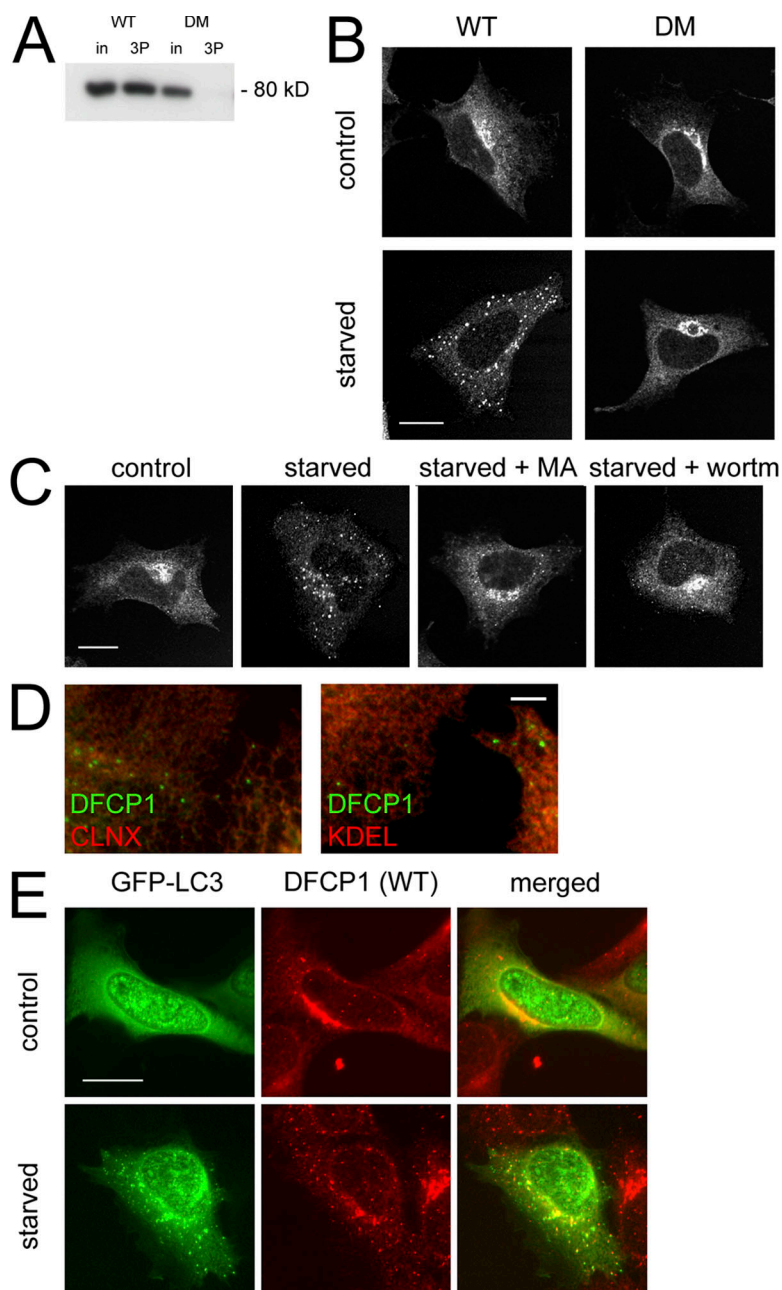 A
WT DM
in 3P in 3P
- 80 kD
B
WT DM
control
starved
C
control starved starved + MA starved + wortm
D
DFCP1
CLNX
DFCP1
KDEL
E
GFP-LC3 DFCP1 (WT) merged
control
starved